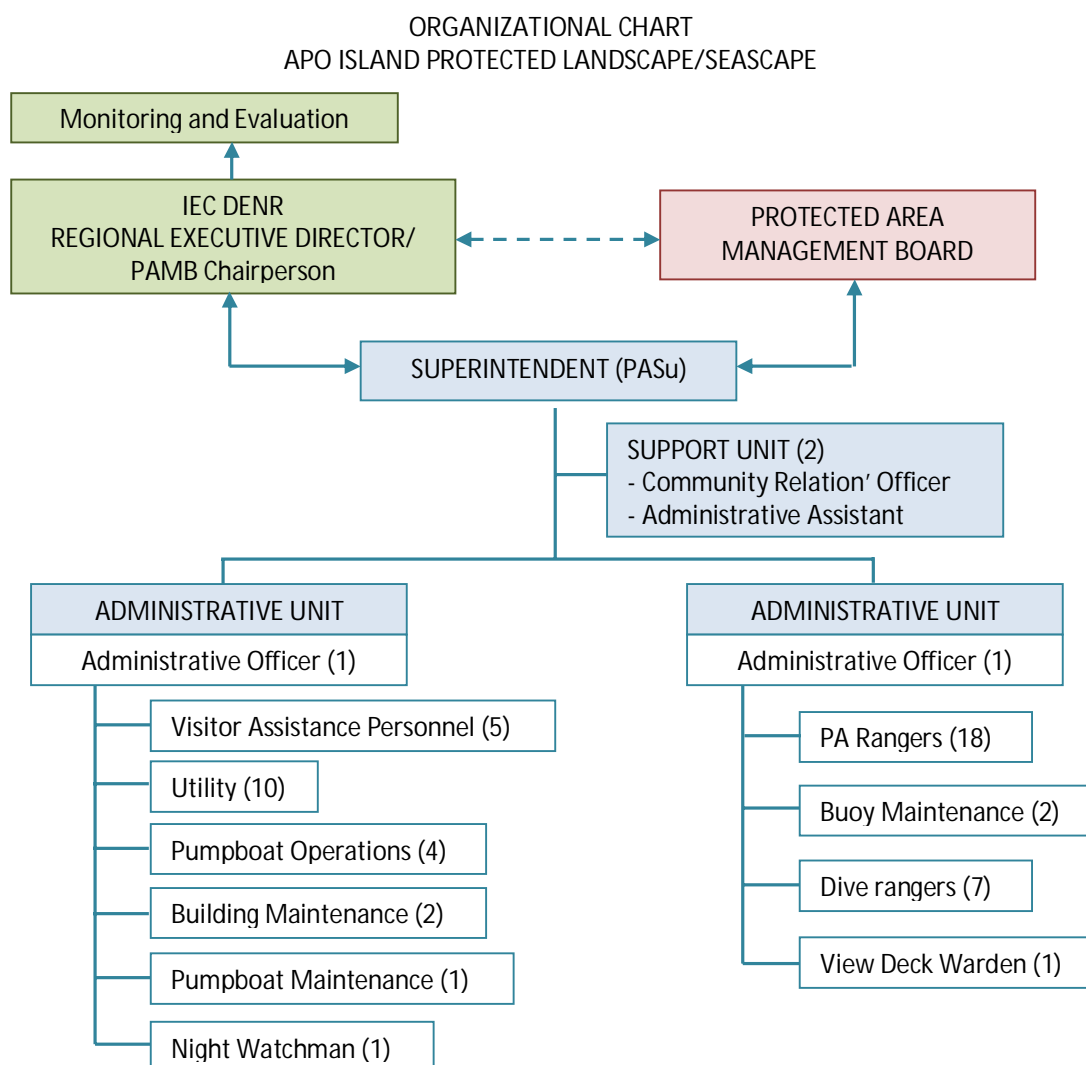 ORGANIZATIONAL CHART
APO ISLAND PROTECTED LANDSCAPE/SEASCAPE
Monitoring and Evaluation
IEC DENR
REGIONAL EXECUTIVE DIRECTOR/
PAMB Chairperson
PROTECTED AREA
MANAGEMENT BOARD
SUPERINTENDENT (PASu)
SUPPORT UNIT (2)
- Community Relation’ Officer
- Administrative Assistant
ADMINISTRATIVE UNIT
Administrative Officer (1)
Visitor Assistance Personnel (5)
Utility (10)
Pumpboat Operations (4)
Building Maintenance (2)
Pumpboat Maintenance (1)
Night Watchman (1)
ADMINISTRATIVE UNIT
Administrative Officer (1)
PA Rangers (18)
Buoy Maintenance (2)
Dive rangers (7)
View Deck Warden (1)